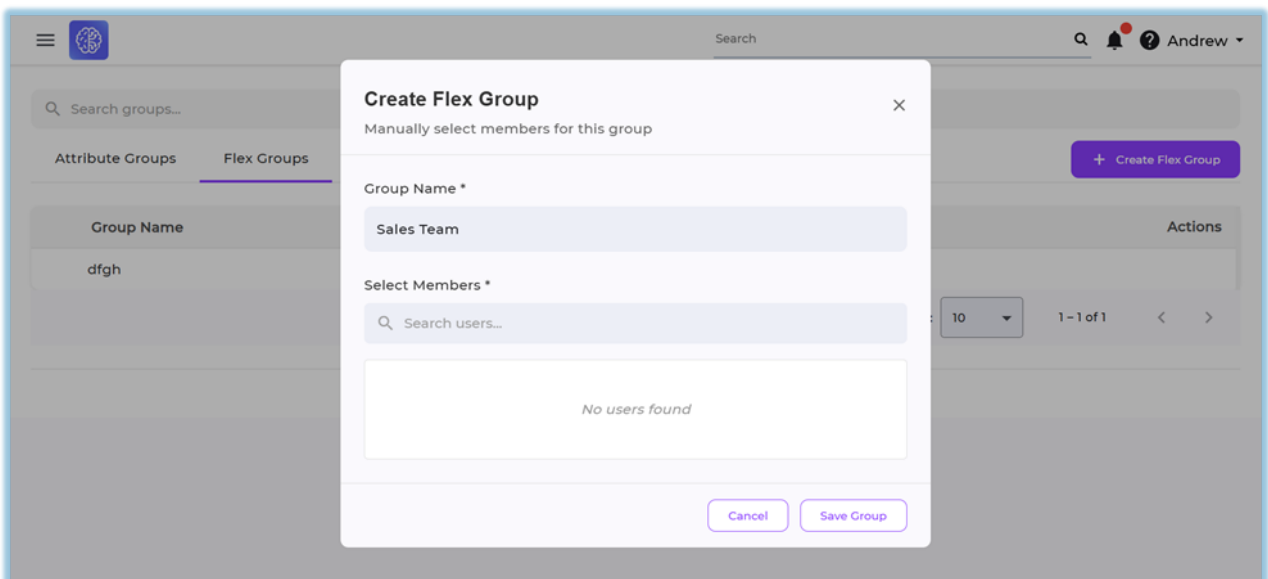 Search
Andrew
Search groups...
Attribute Groups
Flex Groups
+ Create Flex Group
Group Name
Actions
dfgh
: 10
1 – 1 of 1
Create Flex Group
Manually select members for this group
Group Name *
Sales Team
Select Members *
Search users...
No users found
Cancel
Save Group